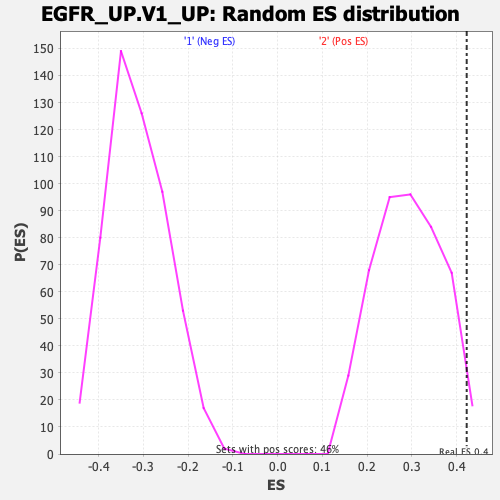 EGFR_UP.V1_UP: Random ES distribution
'1' (Neg ES) '2' (Pos ES)
150
140
130
120
110
100
90
80
70
60
50
40
30
20
10
0
P(ES)
Sets with pos scores: 46%
Real ES 0.4
-0.4 -0.3 -0.2 -0.1 0.0 0.1 0.2 0.3 0.4
ES